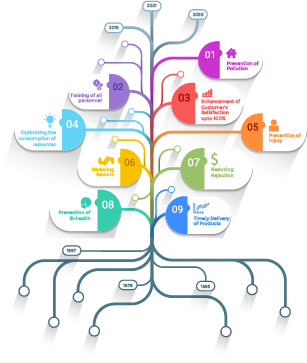 2021
2020
2019
01
Prevention of
Pollution
02
Training of all
personnel
03
Enhancement of
Customer's
Satisfaction
upto 100%
04
Optimizing the
consumption of
resources
05
Prevention of
Injury
06
Reducing
Rework
07
Reducing
Rejection
08
Prevention of
ill-health
09
Timely Delivery
of Products
1997
1979
1985